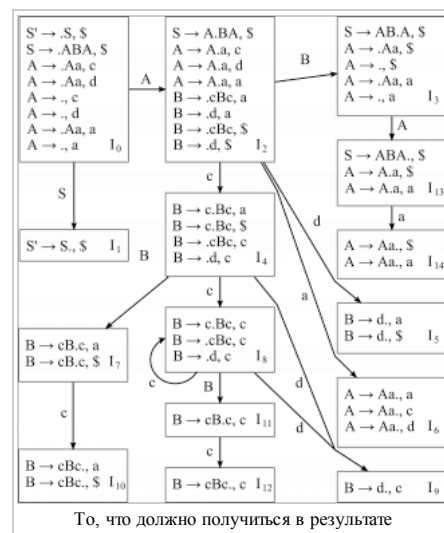 S' → .S, $
S → .ABA, $
A → .Aa, c
A → .Aa, d
A → ., c
A → ., d
A → .Aa, a
A → ., a I0
A
S → A.BA, $
A → A.a, c
A → A.a, d
A → A.a, a
B → .cBc, a
B → .d, a
B → .cBc, $
B → .d, $ I2
B
S → AB.A, $
A → .Aa, $
A → ., $
A → .Aa, a
A → ., a I3
A
S
c
S → ABA., $
A → A.a, $
A → A.a, a I13
a
d
S' → S., $ I1
B
B → c.Bc, a
B → c.Bc, $
B → .cBc, c
B → .d, c I4
A → Aa., $
A → Aa., a I14
a
c
B → d., a
B → d., $ I5
B → cB.c, a
B → cB.c, $ I7
B → c.Bc, c
B → .cBc, c
B → .d, c I8
c
B
d
d
A → Aa., a
A → Aa., c
A → Aa., d I6
c
B → cB.c, c I11
c
B → cBc., a
B → cBc., $ I10
B → cBc., c I12
B → d., c I9
То, что должно получиться в результате